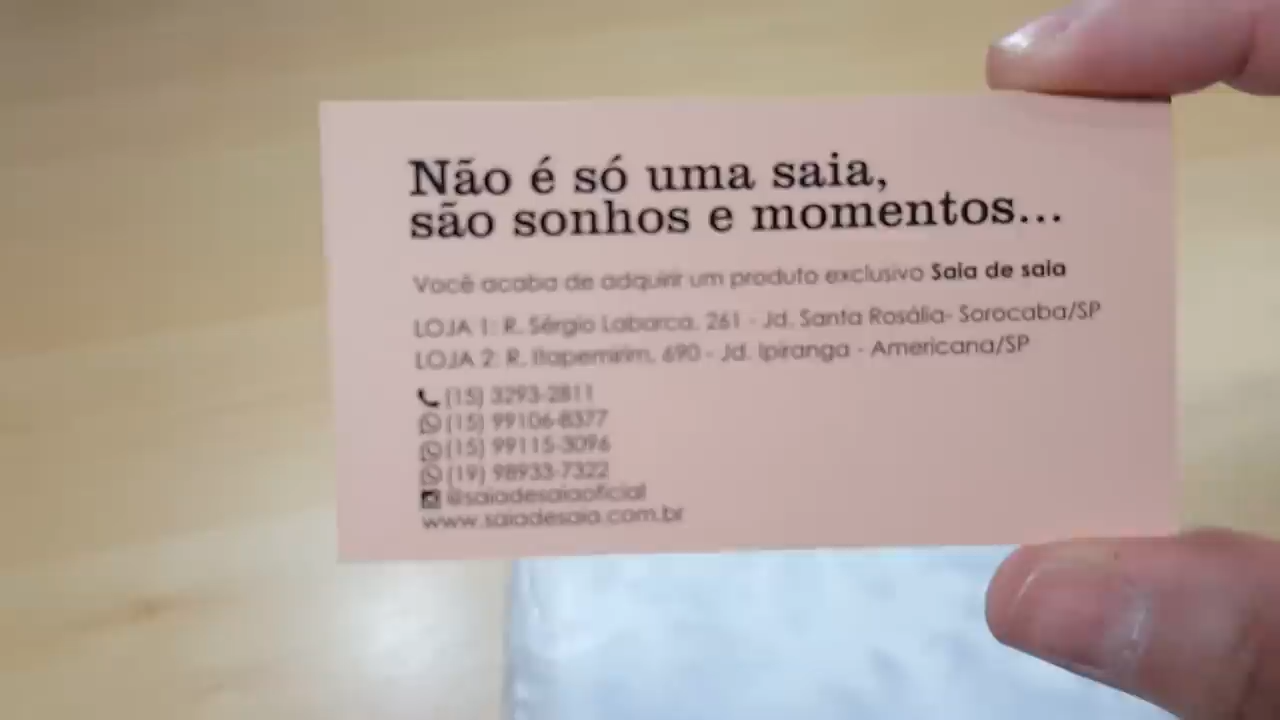 Não é só uma saia,
são sonhos e momentos...
Você acaba de adquirir um produto exclusivo Saia de saia
LOJA 1: R. Sérgio Labarca, 261 - Jd. Santa Rosália- Sorocaba/SP
LOJA 2: R. Itapemirim, 690 - Jd. Ipiranga - Americana/SP
(15) 3293-2811
(15) 99106-8377
(15) 99115-3096
(19) 98933-7322
@saiadesaiaoficial
www.saiadesaia.com.br